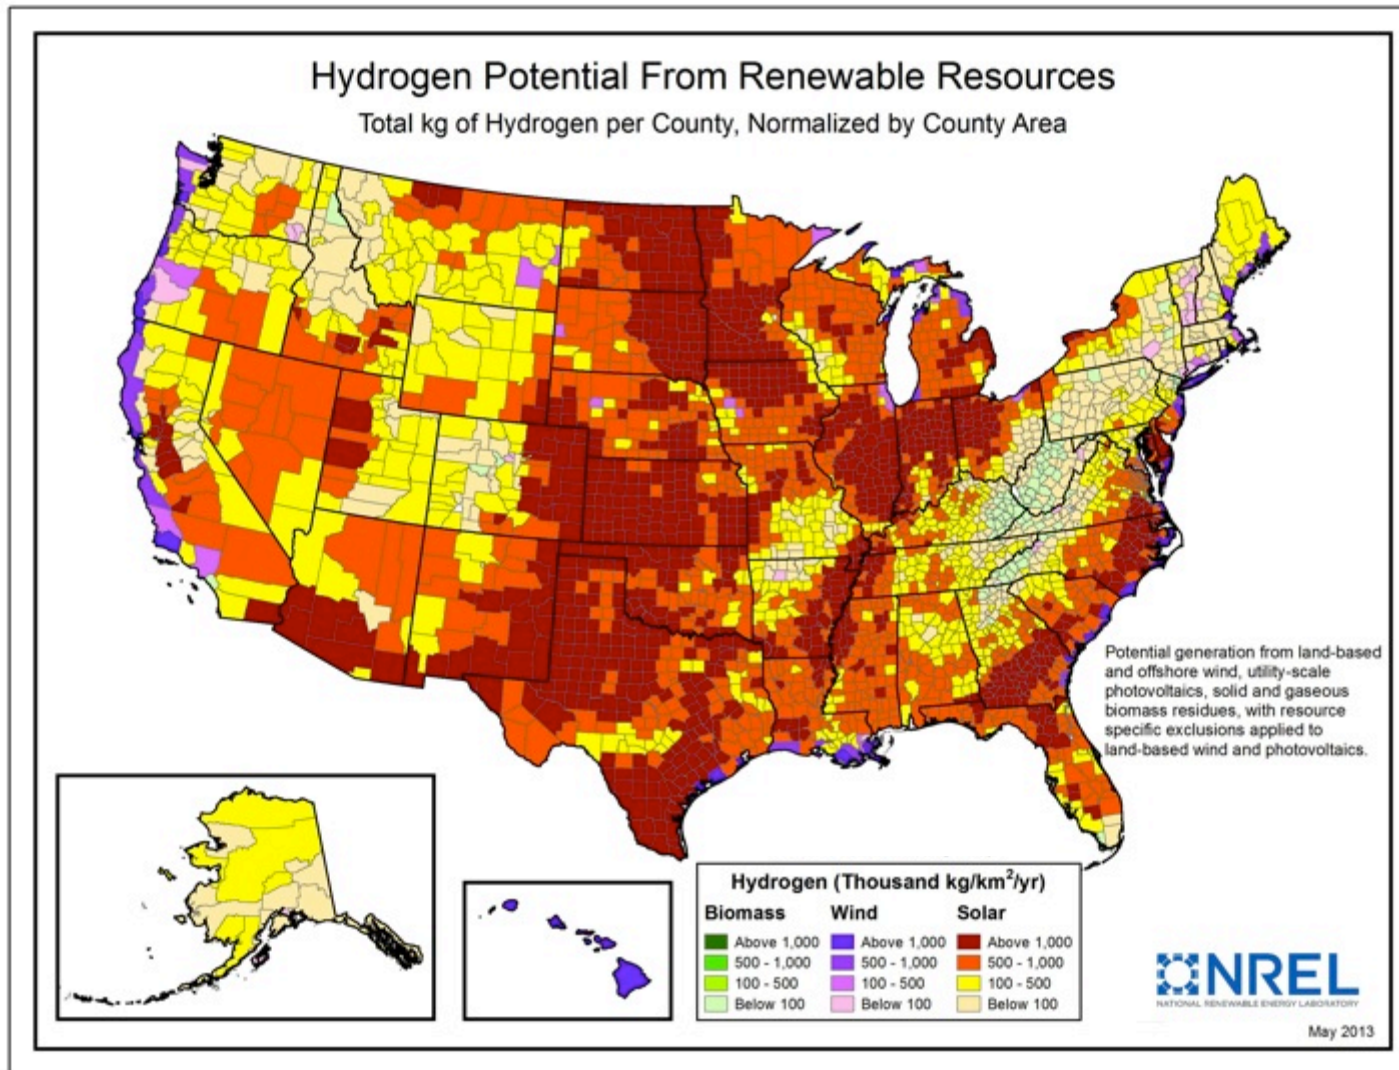 Hydrogen Potential From Renewable Resources
Total kg of Hydrogen per County, Normalized by County Area
Potential generation from land-based
and offshore wind, utility-scale
photovoltaics, solid and gaseous
biomass residues, with resource
specific exclusions applied to
land-based wind and photovoltaics.
Hydrogen (Thousand kg/km²/yr)
Biomass Wind Solar
Above 1,000 Above 1,000 Above 1,000
500 - 1,000 500 - 1,000 500 - 1,000
100 - 500 100 - 500 100 - 500
Below 100 Below 100 Below 100
NREL
NATIONAL RENEWABLE ENERGY LABORATORY
May 2013